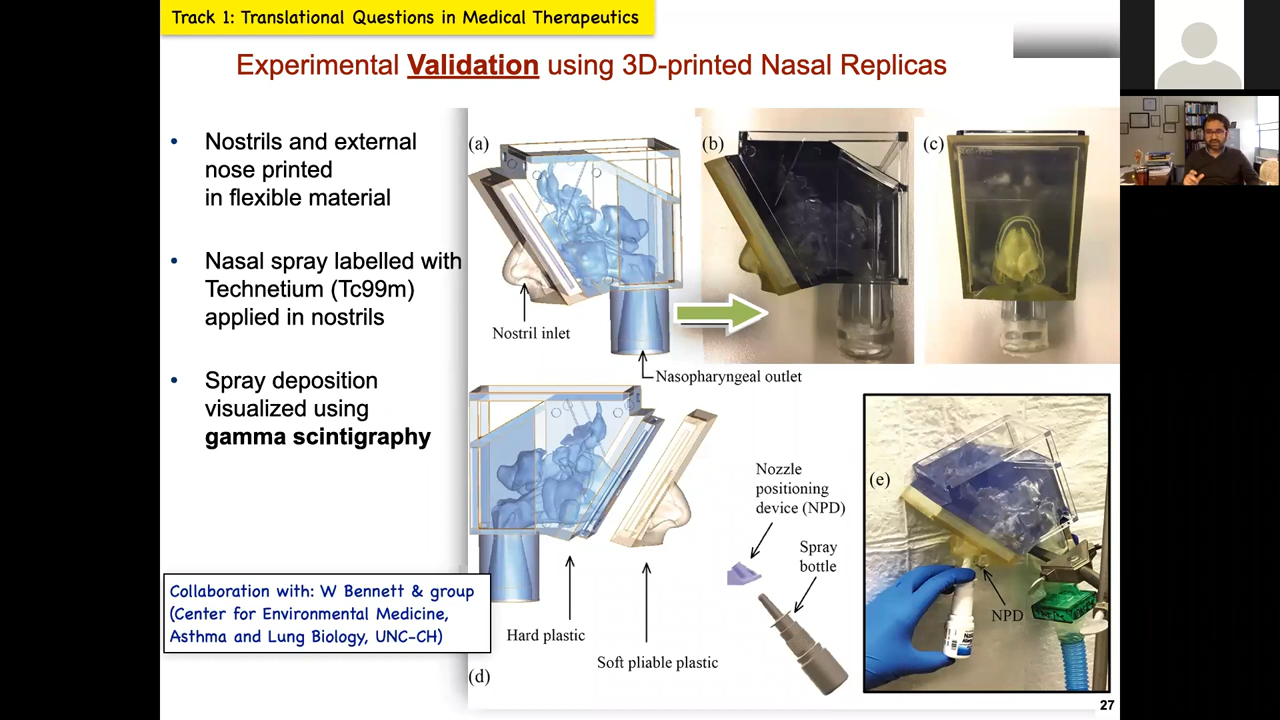 Track 1: Translational Questions in Medical Therapeutics
Experimental Validation using 3D-printed Nasal Replicas
• Nostrils and external
nose printed
in flexible material
• Nasal spray labelled with
Technetium (Tc99m)
applied in nostrils
• Spray deposition
visualized using
gamma scintigraphy
Collaboration with: W Bennett & group
(Center for Environmental Medicine,
Asthma and Lung Biology, UNC-CH)
(a)
Nostril inlet
Nasopharyngeal outlet
(b)
(c)
(d)
Hard plastic
Soft pliable plastic
Nozzle
positioning
device (NPD)
Spray
bottle
(e)
NPD
27